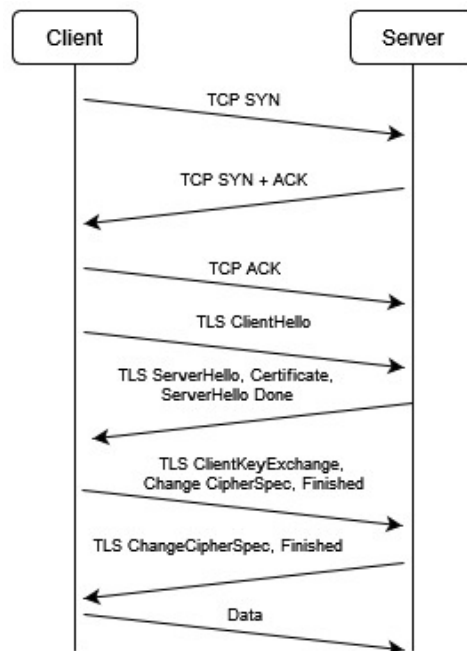 Client
Server
TCP SYN
TCP SYN + ACK
TCP ACK
TLS ClientHello
TLS ServerHello, Certificate,
ServerHello Done
TLS ClientKeyExchange,
Change CipherSpec, Finished
TLS ChangeCipherSpec, Finished
Data